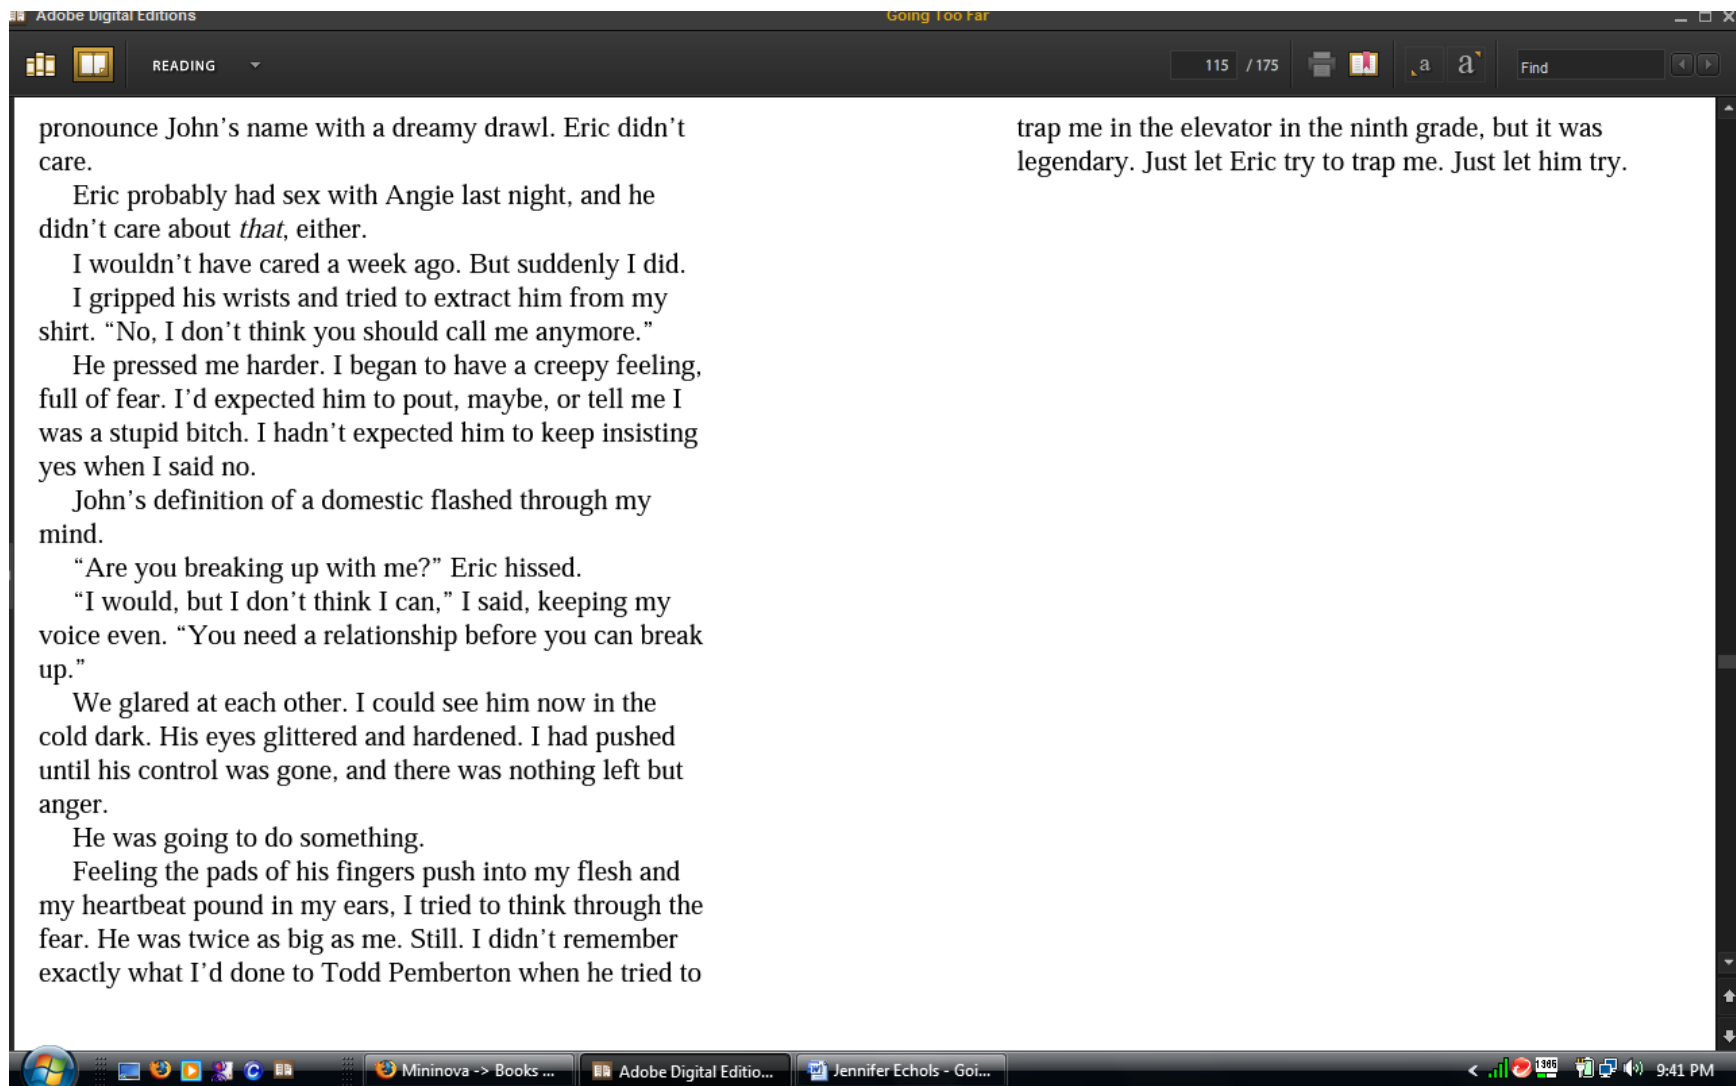 Adobe Digital Editions
Going Too Far
READING
115 / 175
a
a
Find
pronounce John’s name with a dreamy drawl. Eric didn’t
care.
Eric probably had sex with Angie last night, and he
didn’t care about that, either.
I wouldn’t have cared a week ago. But suddenly I did.
I gripped his wrists and tried to extract him from my
shirt. “No, I don’t think you should call me anymore.”
He pressed me harder. I began to have a creepy feeling,
full of fear. I’d expected him to pout, maybe, or tell me I
was a stupid bitch. I hadn’t expected him to keep insisting
yes when I said no.
John’s definition of a domestic flashed through my
mind.
“Are you breaking up with me?” Eric hissed.
“I would, but I don’t think I can,” I said, keeping my
voice even. “You need a relationship before you can break
up.”
We glared at each other. I could see him now in the
cold dark. His eyes glittered and hardened. I had pushed
until his control was gone, and there was nothing left but
anger.
He was going to do something.
Feeling the pads of his fingers push into my flesh and
my heartbeat pound in my ears, I tried to think through the
fear. He was twice as big as me. Still. I didn’t remember
exactly what I’d done to Todd Pemberton when he tried to
trap me in the elevator in the ninth grade, but it was
legendary. Just let Eric try to trap me. Just let him try.
Mininova -> Books ...
Adobe Digital Editio...
Jennifer Echols - Goi...
9:41 PM